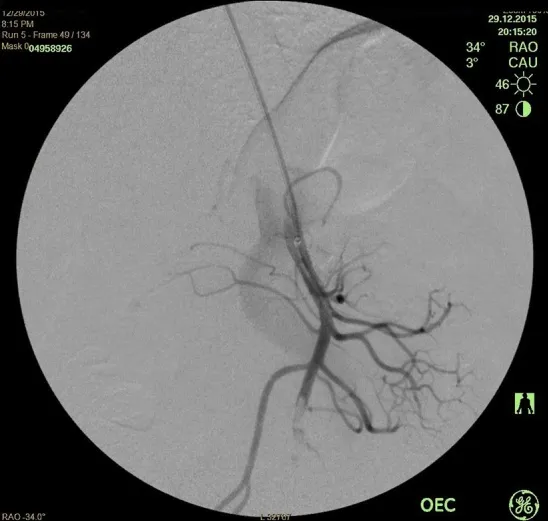 12/29/2015
8:15 PM
Run 5 - Frame 49 / 134
Mask 0
04958926
29.12.2015
20:15:20
34° RAO
3° CAU
46
87
OEC
GE
RAO -34.0°